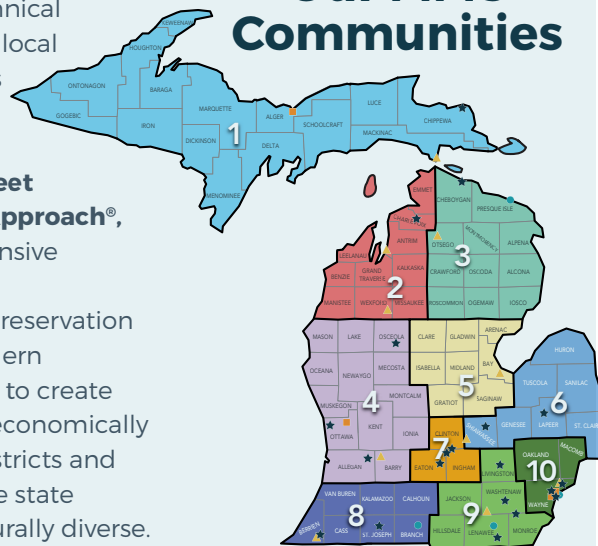 hnical
local
Communities
eet
pproach®,
nsive
reservation
ern
to create
economically
stricts and
e state
urally diverse.
KEWEENAW
HOUGHTON
ONTONAGON
BARAGA
GOGEBIC
IRON
MARQUETTE
ALGER
LUCE
CHIPPEWA
SCHOOLCRAFT
MACKINAC
DICKINSON
1
DELTA
MENOMINEE
EMMET
CHEBOYGAN
PRESQUE ISLE
CHARLEVOIX
ANTRIM
OTSEGO
MONTMORENCY
ALPENA
LEELANAU
3
BENZIE
GRAND TRAVERSE
KALKASKA
CRAWFORD
OSCODA
ALCONA
2
MANISTEE
WEXFORD
MISSAUKEE
ROSCOMMON
OGEMAW
IOSCO
MASON
LAKE
OSCEOLA
CLARE
GLADWIN
ARENAC
HURON
OCEANA
NEWAYGO
MECOSTA
ISABELLA
MIDLAND
BAY
5
TUSCOLA
SANILAC
MUSKEGON
4
MONTCALM
GRATIOT
SAGINAW
6
OTTAWA
KENT
IONIA
CLINTON
7
SHIAWASSEE
GENESEE
LAPEER
ST. CLAIR
ALLEGAN
BARRY
EATON
INGHAM
LIVINGSTON
OAKLAND
MACOMB
10
VAN BUREN
KALAMAZOO
CALHOUN
JACKSON
WASHTENAW
WAYNE
8
9
BERRIEN
CASS
ST. JOSEPH
BRANCH
HILLSDALE
LENAWEE
MONROE